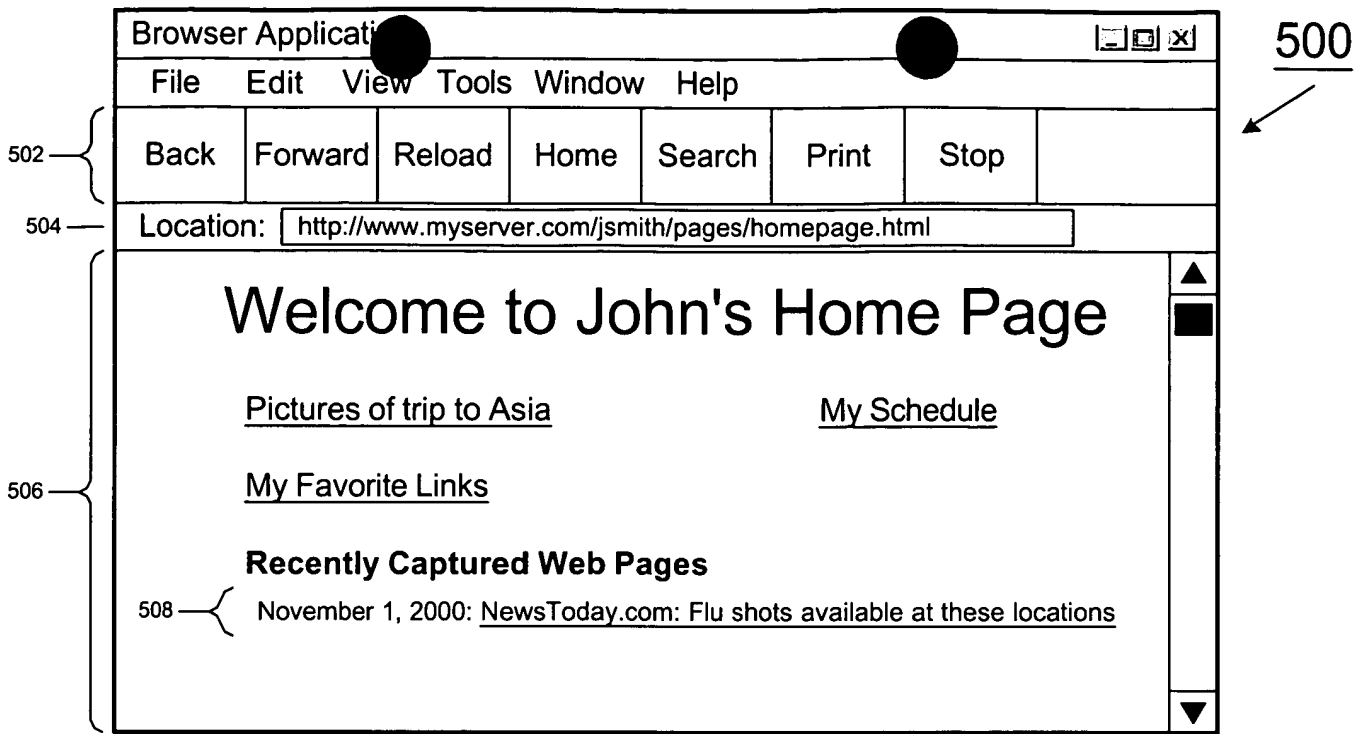 Browser
500
File Edit View Tools Window Help
502
Back Forward Reload Home Search Print Stop
504
Location: http://www.myserver.com/jsmith/pages/homepage.html
Welcome to John's Home Page
Pictures of trip to Asia My Schedule
506
My Favorite Links
Recently Captured Web Pages
508
November 1, 2000: NewsToday.com: Flu shots available at these locations